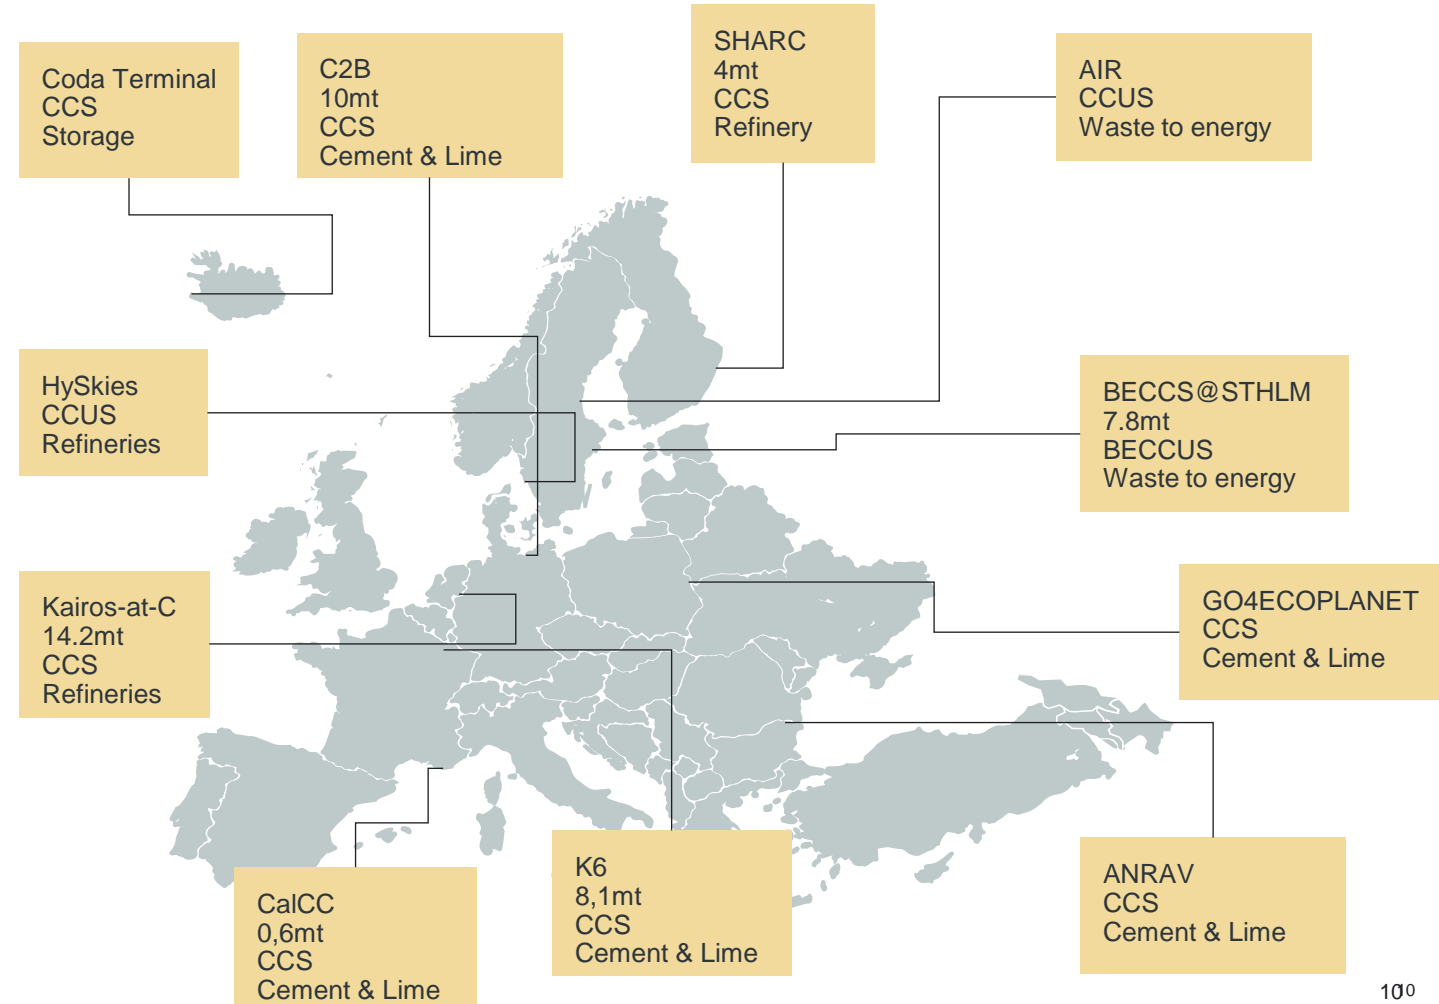 Coda Terminal
CCS
Storage
C2B
10mt
CCS
Cement & Lime
SHARC
4mt
CCS
Refinery
AIR
CCUS
Waste to energy
HySkies
CCUS
Refineries
BECCS@STHLM
7.8mt
BECCUS
Waste to energy
Kairos-at-C
14.2mt
CCS
Refineries
GO4ECOPLANET
CCS
Cement & Lime
CalCC
0,6mt
CCS
Cement & Lime
K6
8,1mt
CCS
Cement & Lime
ANRAV
CCS
Cement & Lime
10
10